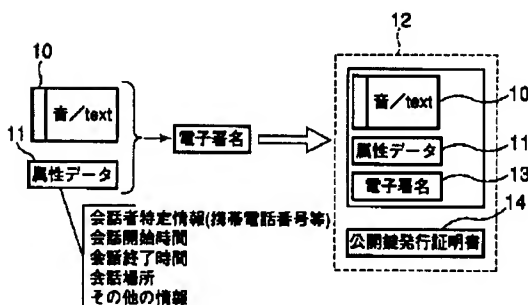 10
音/text
11
属性データ
電子署名
会話者特定情報(携帯電話番号等)
会話開始時間
会話終了時間
会話場所
その他の情報
12
音/text
10
属性データ
11
電子署名
13
14
公開鍵発行証明書